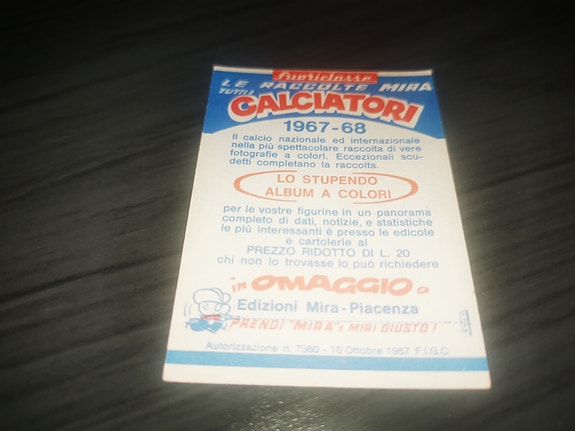 Fuoriclasse
LE RACCOLTE MIRA
TUTTI I
CALCIATORI
1967-68
Il calcio nazionale ed internazionale
nella più spettacolare raccolta di vere
fotografie a colori. Eccezionali scu-
detti completano la raccolta.
LO STUPENDO
ALBUM A COLORI
per le vostre figurine in un panorama
completo di dati, notizie, e statistiche
le più interessanti è presso le edicole
e cartolerie al
PREZZO RIDOTTO DI L. 20
chi non lo trovasse lo può richiedere
in OMAGGIO a
Edizioni Mira-Piacenza
¡PRENDI "MIRA" e MIRI GIUSTO!
Autorizzazione n. 7360 - 10 Ottobre 1967 F.I.G.C.